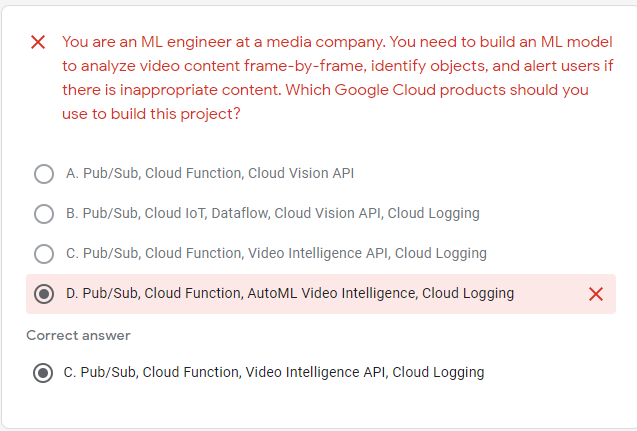 You are an ML engineer at a media company. You need to build an ML model
to analyze video content frame-by-frame, identify objects, and alert users if
there is inappropriate content. Which Google Cloud products should you
use to build this project?
A. Pub/Sub, Cloud Function, Cloud Vision API
B. Pub/Sub, Cloud IoT, Dataflow, Cloud Vision API, Cloud Logging
C. Pub/Sub, Cloud Function, Video Intelligence API, Cloud Logging
D. Pub/Sub, Cloud Function, AutoML Video Intelligence, Cloud Logging
Correct answer
C. Pub/Sub, Cloud Function, Video Intelligence API, Cloud Logging